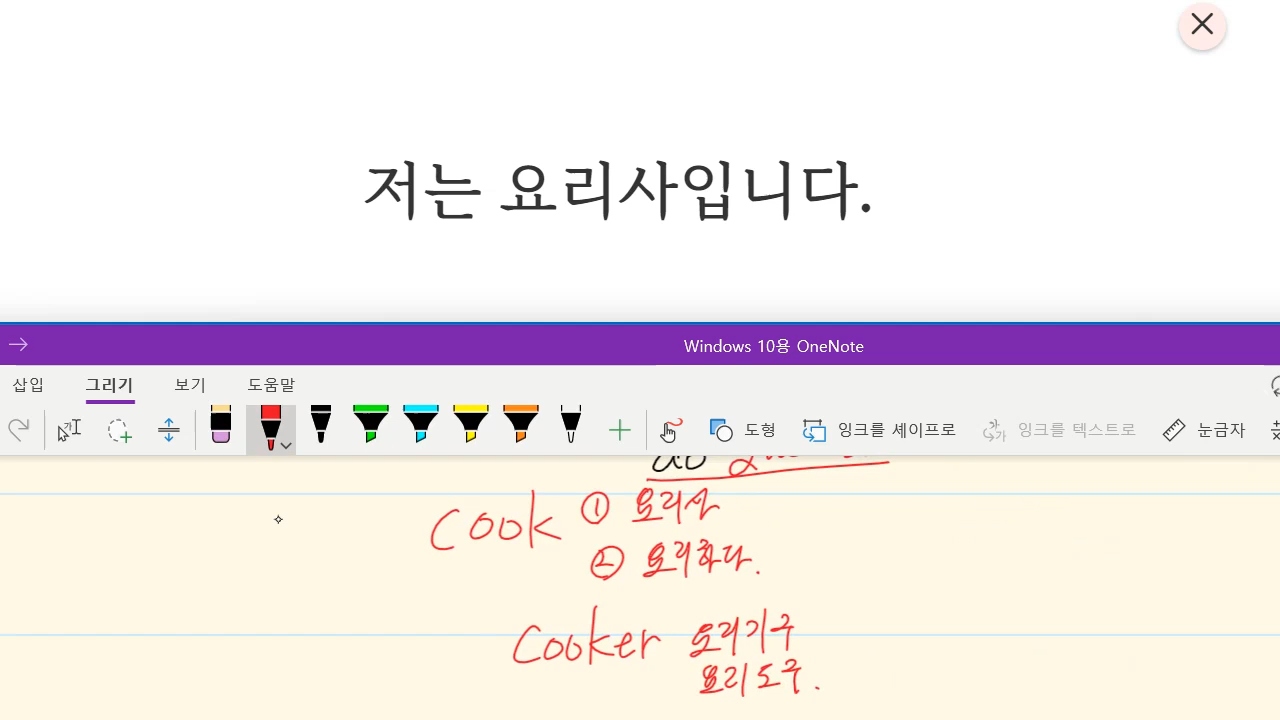 저는 요리사입니다.
Windows 10용 OneNote
삽입 그리기 보기 도움말
도형 잉크를 셰이프로 잉크를 텍스트로 눈금자
Cook ① 요리사
② 요리하다.
Cooker 요리기구
요리도구.